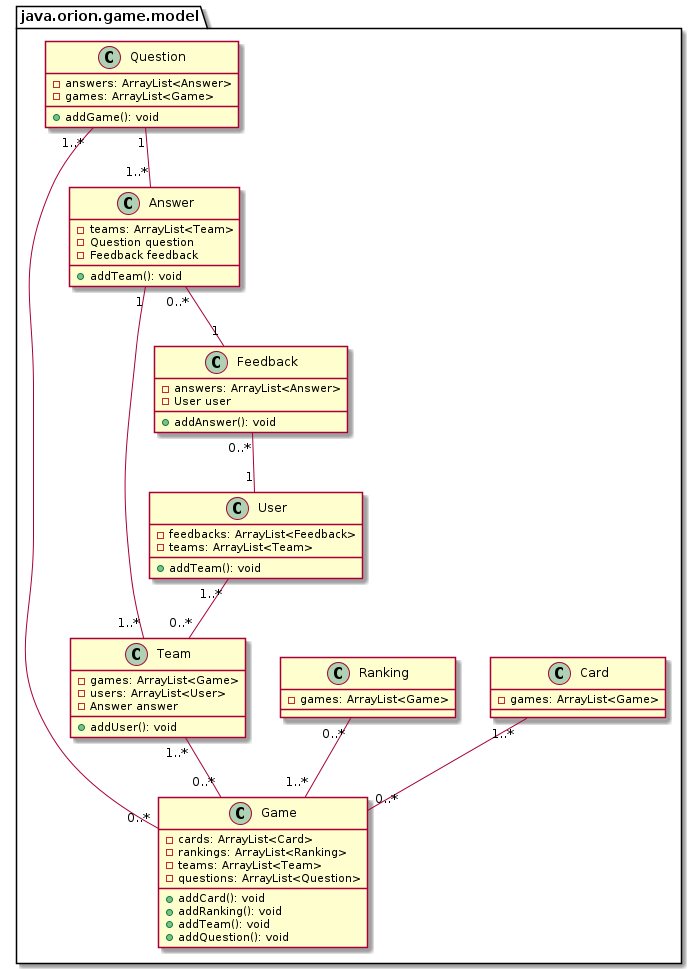 java.orion.game.model
C Question
answers: ArrayList<Answer>
games: ArrayList<Game>
addGame(): void
1..*
1
1..*
0..*
C Answer
teams: ArrayList<Team>
Question question
Feedback feedback
addTeam(): void
1
0..*
1
1..*
C Feedback
answers: ArrayList<Answer>
User user
addAnswer(): void
0..*
1
C User
feedbacks: ArrayList<Feedback>
teams: ArrayList<Team>
addTeam(): void
1..*
0..*
C Team
games: ArrayList<Game>
users: ArrayList<User>
Answer answer
addUser(): void
1..*
0..*
C Ranking
games: ArrayList<Game>
0..*
1..*
C Card
games: ArrayList<Game>
1..*
0..*
C Game
cards: ArrayList<Card>
rankings: ArrayList<Ranking>
teams: ArrayList<Team>
questions: ArrayList<Question>
addCard(): void
addRanking(): void
addTeam(): void
addQuestion(): void